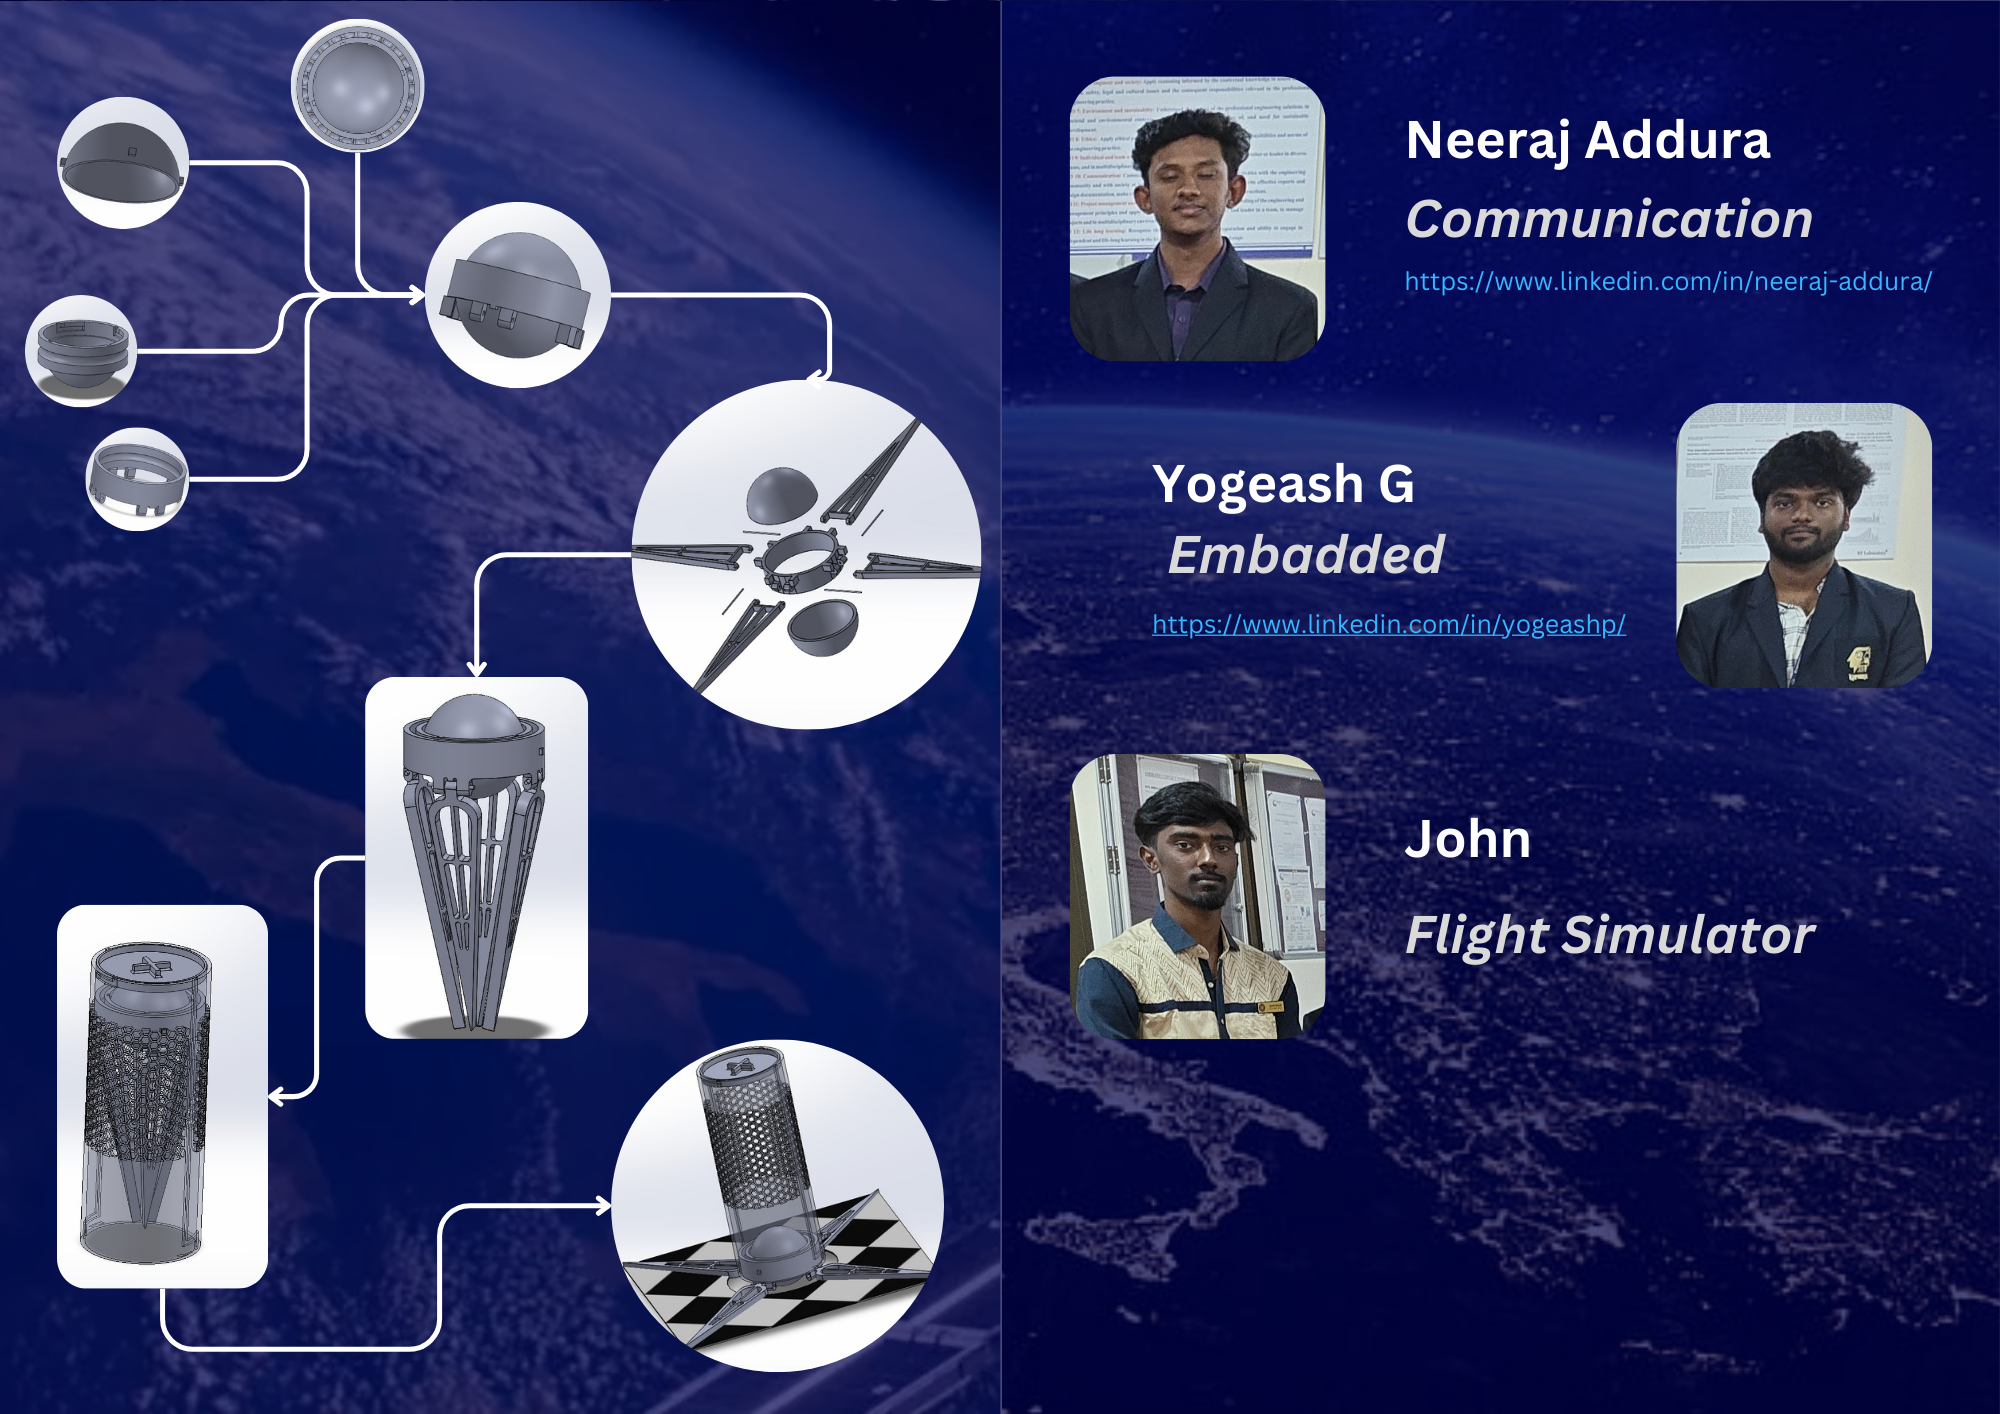 Neeraj Addura
Communication
https://www.linkedin.com/in/neeraj-addura/
Yogeash G
Embadded
https://www.linkedin.com/in/yogeashp/
John
Flight Simulator